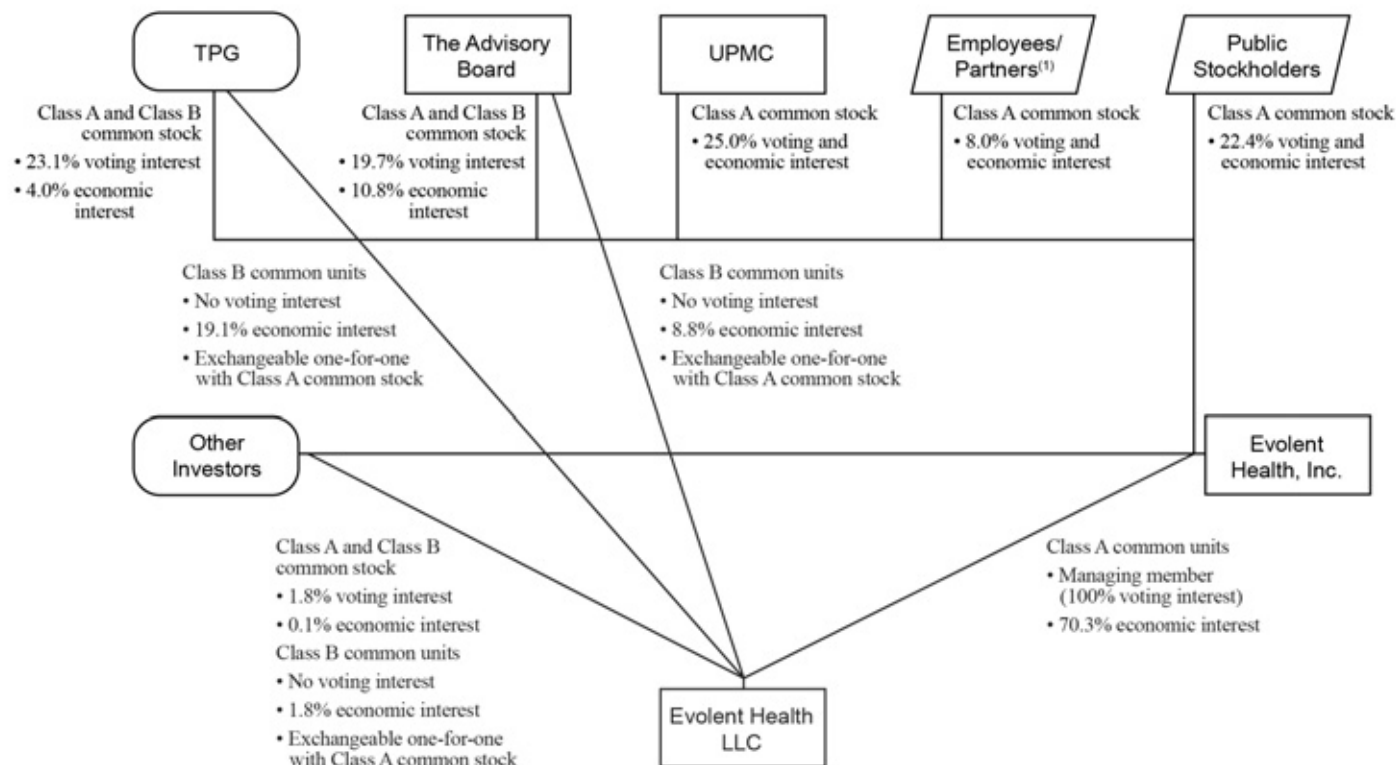 TPG
The Advisory
Board
UPMC
Employees/
Partners(1)
Public
Stockholders
Class A and Class B
common stock
• 23.1% voting interest
• 4.0% economic
interest
Class A and Class B
common stock
• 19.7% voting interest
• 10.8% economic
interest
Class A common stock
• 25.0% voting and
economic interest
Class A common stock
• 8.0% voting and
economic interest
Class A common stock
• 22.4% voting and
economic interest
Class B common units
• No voting interest
• 19.1% economic interest
• Exchangeable one-for-one
with Class A common stock
Class B common units
• No voting interest
• 8.8% economic interest
• Exchangeable one-for-one
with Class A common stock
Other
Investors
Evolent
Health, Inc.
Class A and Class B
common stock
• 1.8% voting interest
• 0.1% economic interest
Class B common units
• No voting interest
• 1.8% economic interest
• Exchangeable one-for-one
with Class A common stock
Class A common units
• Managing member
(100% voting interest)
• 70.3% economic interest
Evolent Health
LLC